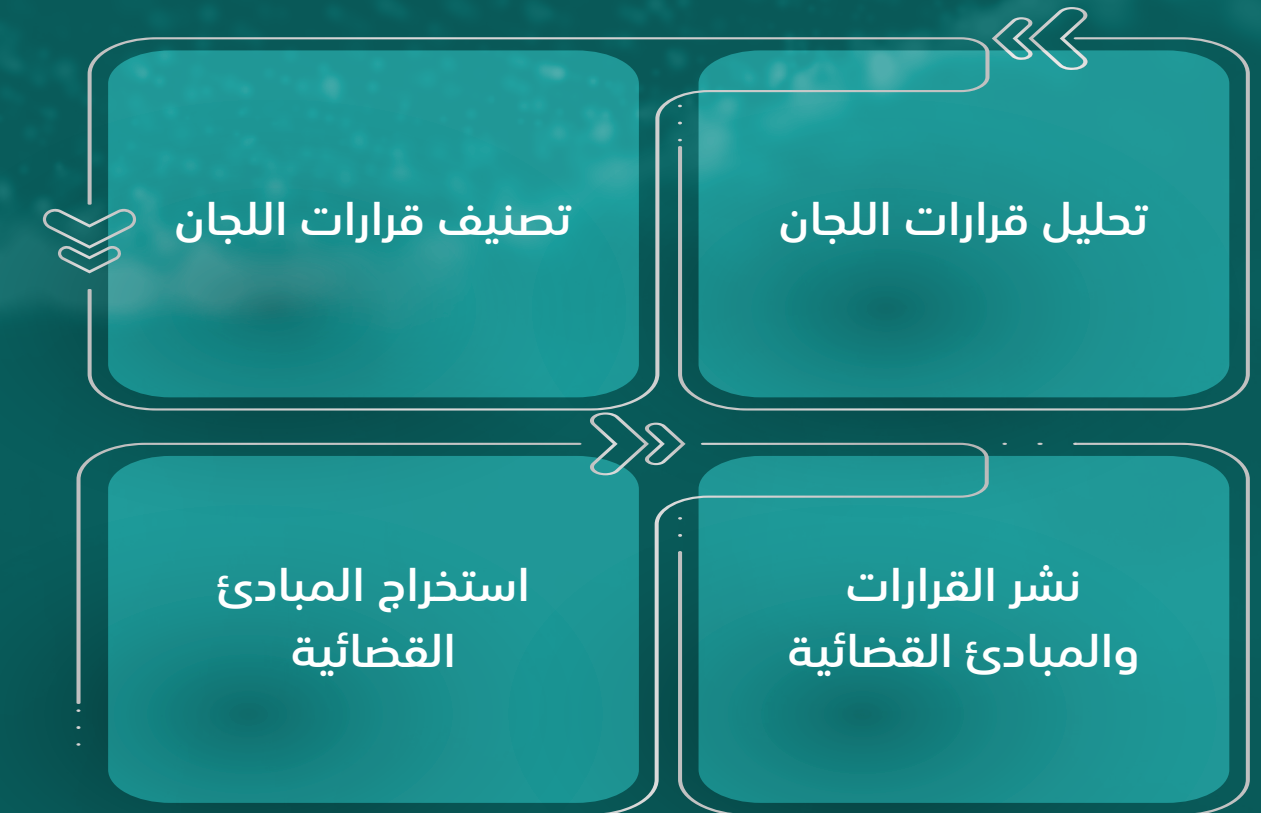 تحليل قرارات اللجان
تصنيف قرارات اللجان
استخراج المبادئ
القضائية
نشر القرارات
والمبادئ القضائية